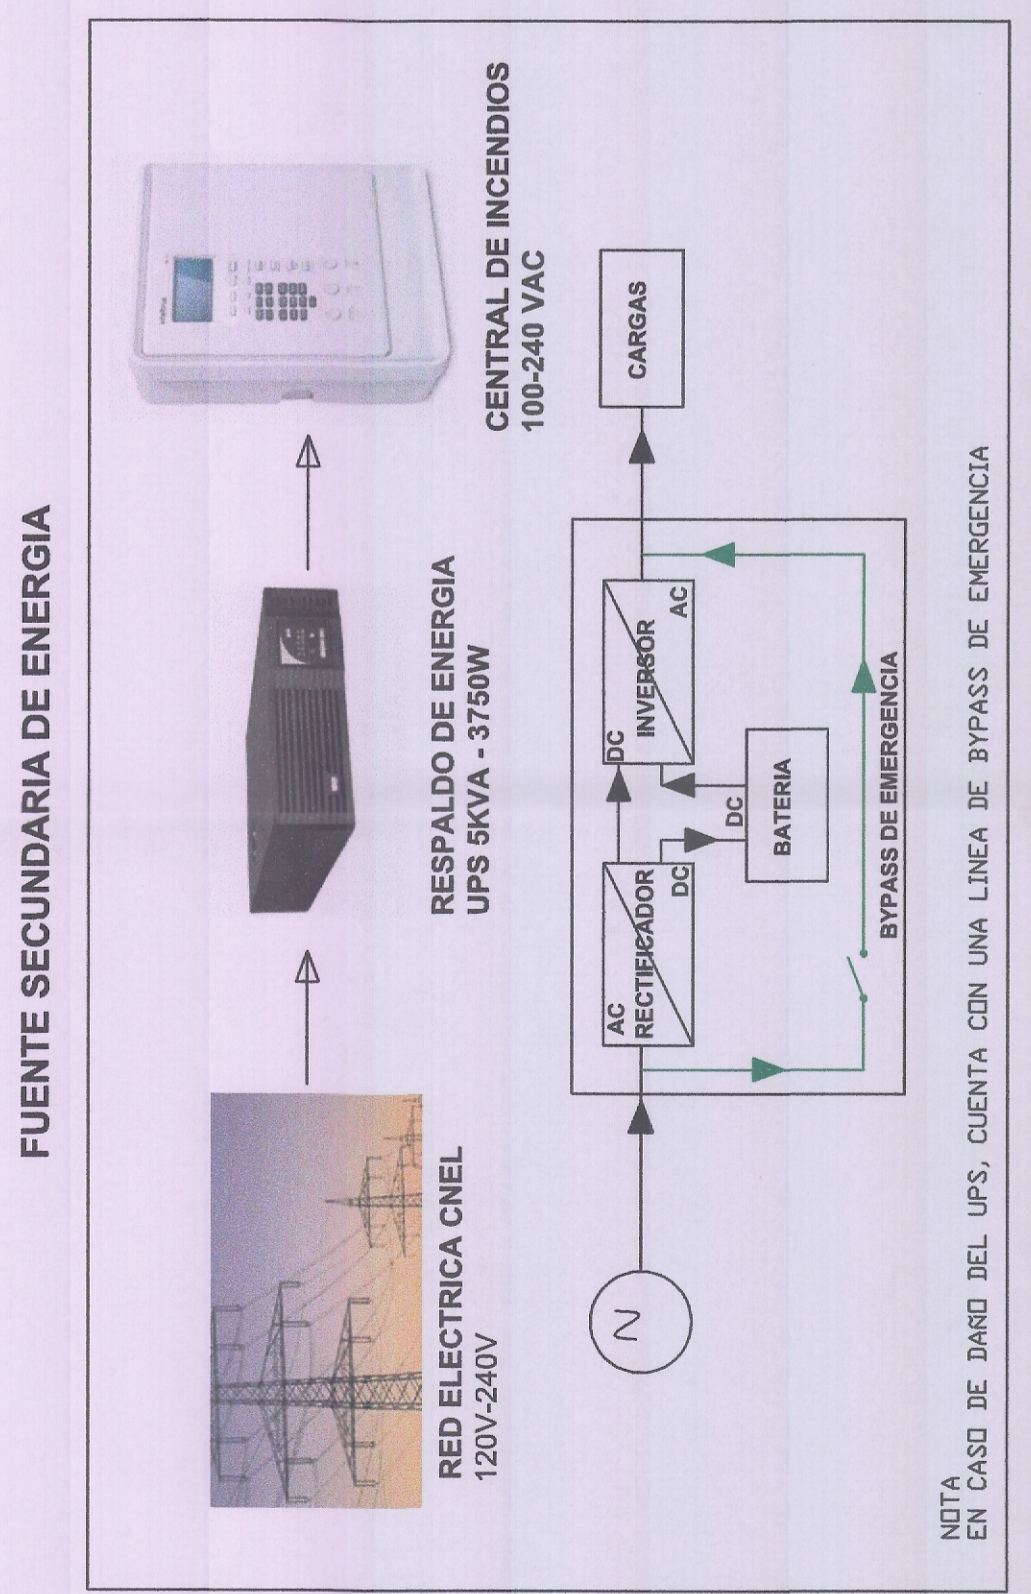 FUENTE SECUNDARIA DE ENERGIA
RED ELECTRICA CNEL
120V-240V
RESPALDO DE ENERGIA
UPS 5KVA - 3750W
CENTRAL DE INCENDIOS
100-240 VAC
N
AC
RECTIFICADOR
DC
DC
BATERIA
DC
INVERSOR
AC
CARGAS
BYPASS DE EMERGENCIA
NOTA
EN CASO DE DAÑO DEL UPS, CUENTA CON UNA LINEA DE BYPASS DE EMERGENCIA